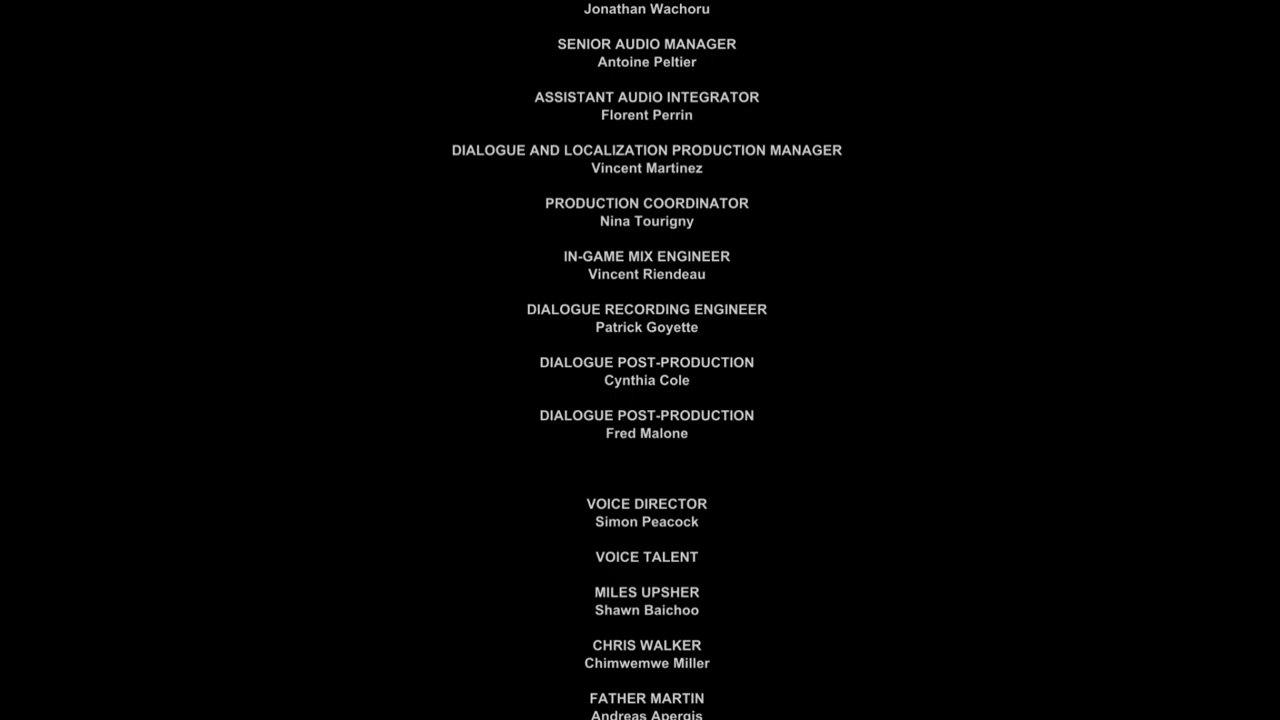 Jonathan Wachoru
SENIOR AUDIO MANAGER
Antoine Peltier
ASSISTANT AUDIO INTEGRATOR
Florent Perrin
DIALOGUE AND LOCALIZATION PRODUCTION MANAGER
Vincent Martinez
PRODUCTION COORDINATOR
Nina Tourigny
IN-GAME MIX ENGINEER
Vincent Riendeau
DIALOGUE RECORDING ENGINEER
Patrick Goyette
DIALOGUE POST-PRODUCTION
Cynthia Cole
DIALOGUE POST-PRODUCTION
Fred Malone
VOICE DIRECTOR
Simon Peacock
VOICE TALENT
MILES UPSHER
Shawn Baichoo
CHRIS WALKER
Chimwemwe Miller
FATHER MARTIN
Andreas Apergis